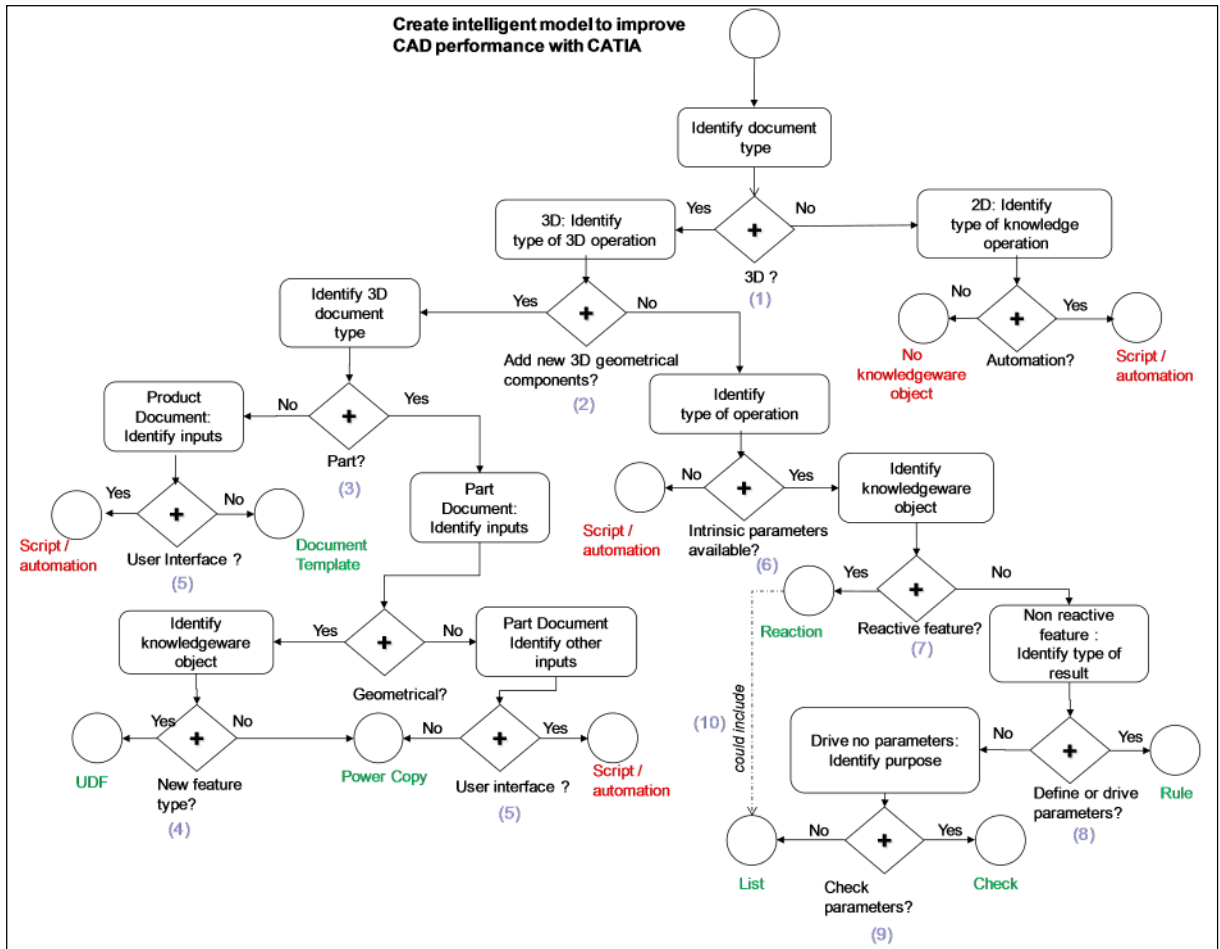 Create intelligent model to improve
CAD performance with CATIA
Identify document
type
3D: Identify
type of 3D operation
Yes
No
2D: Identify
type of knowledge
operation
3D ?
(1)
Identify 3D
document
type
Yes
No
No
Yes
Add new 3D geometrical
components?
(2)
No
knowledgeware
object
Automation?
Script /
automation
Product
Document:
Identify inputs
No
Yes
Identify
type of operation
Part?
(3)
Part
Document:
Identify inputs
No
Yes
Identify
knowledgeware
object
Yes
No
Script /
automation
User Interface ?
(5)
Document
Template
Script /
automation
Intrinsic parameters
available?
(6)
Yes
No
Reaction
Reactive feature?
(7)
Non reactive
feature :
Identify type of
result
Identify
knowledgeware
object
Yes
No
Part Document
Identify other
inputs
Geometrical?
(10)
could include
Yes
No
No
Yes
Drive no parameters:
Identify purpose
No
Yes
UDF
New feature
type?
(4)
Power Copy
User interface ?
(5)
Script /
automation
Define or drive
parameters?
(8)
Rule
No
Yes
List
Check
parameters?
(9)
Check